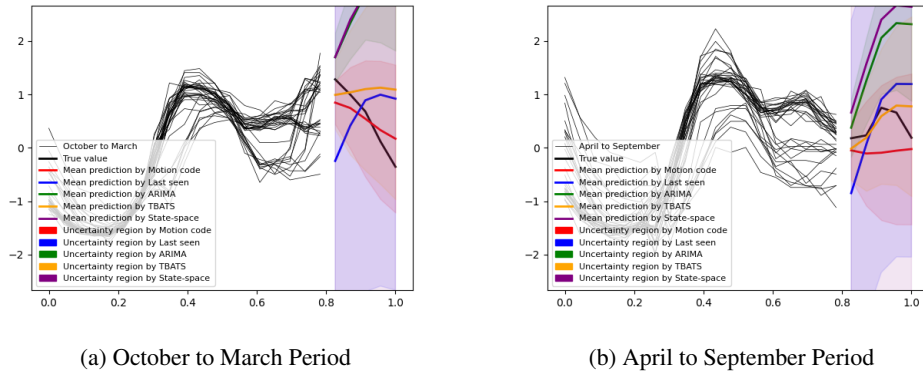 2
1
0
−1
−2
October to March
True value
Mean prediction by Motion code
Mean prediction by Last seen
Mean prediction by ARIMA
Mean prediction by TBATS
Mean prediction by State-space
Uncertainty region by Motion code
Uncertainty region by Last seen
Uncertainty region by ARIMA
Uncertainty region by TBATS
Uncertainty region by State-space
0.0 0.2 0.4 0.6 0.8 1.0
(a) October to March Period
2
1
0
−1
−2
April to September
True value
Mean prediction by Motion code
Mean prediction by Last seen
Mean prediction by ARIMA
Mean prediction by TBATS
Mean prediction by State-space
Uncertainty region by Motion code
Uncertainty region by Last seen
Uncertainty region by ARIMA
Uncertainty region by TBATS
Uncertainty region by State-space
0.0 0.2 0.4 0.6 0.8 1.0
(b) April to September Period